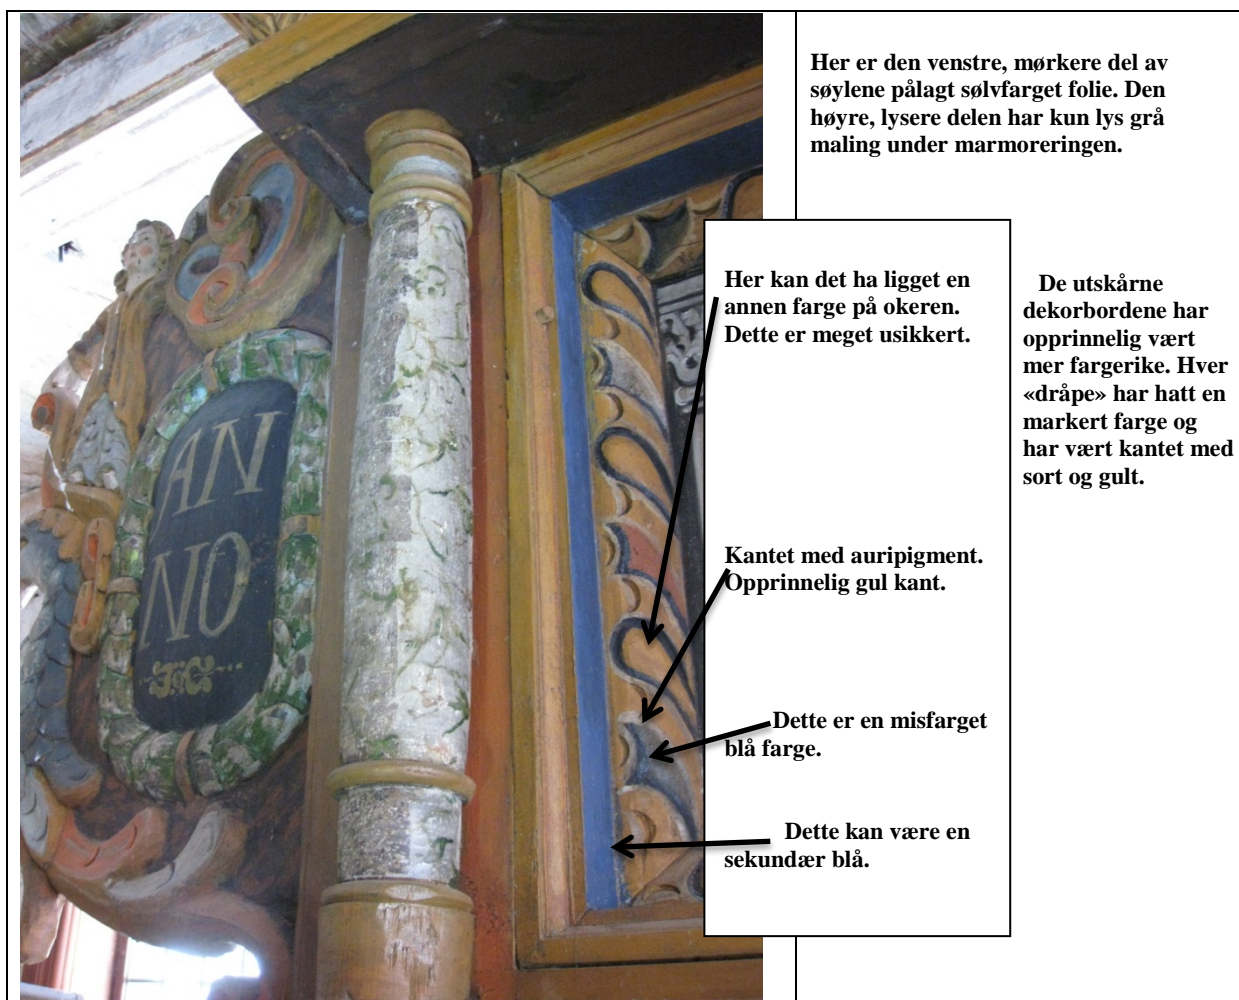 Her er den venstre, mørkere del av
søylene pålagt sølvfarget folie. Den
høyre, lysere delen har kun lys grå
maling under marmoreringen.
Her kan det ha ligget en
annen farge på okeren.
Dette er meget usikkert.
De utskårne
dekorbordene har
opprinnelig vært
mer fargerike. Hver
«dråpe» har hatt en
markert farge og
har vært kantet med
sort og gult.
Kantet med auripigment.
Opprinnelig gul kant.
Dette er en misfarget
blå farge.
Dette kan være en
sekundær blå.
AN
NO